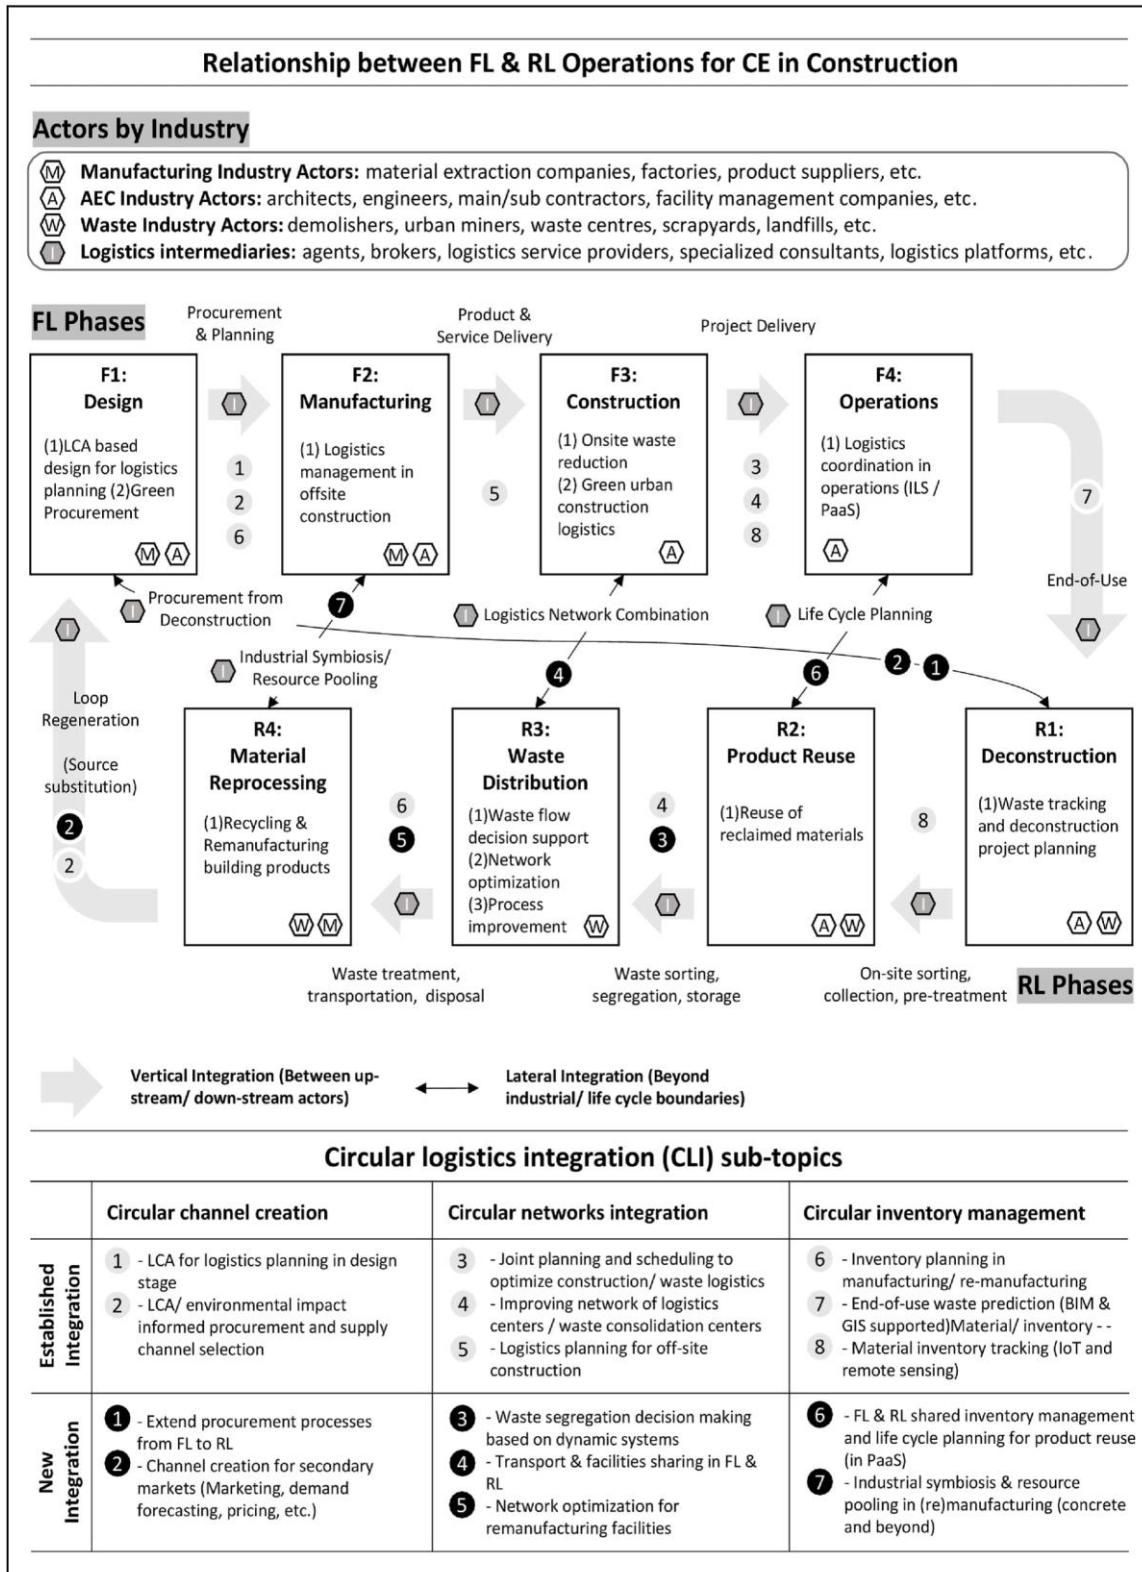 Relationship between FL & RL Operations for CE in Construction
Actors by Industry
M Manufacturing Industry Actors: material extraction companies, factories, product suppliers, etc.
A AEC Industry Actors: architects, engineers, main/sub contractors, facility management companies, etc.
W Waste Industry Actors: demolishers, urban miners, waste centres, scrapyards, landfills, etc.
I Logistics intermediaries: agents, brokers, logistics service providers, specialized consultants, logistics platforms, etc.
FL Phases
Procurement
& Planning
Product &
Service Delivery
Project Delivery
F1:
Design
(1)LCA based
design for logistics
planning (2)Green
Procurement
M A
I
1
2
6
F2:
Manufacturing
(1) Logistics
management in
offsite
construction
M A
I
5
F3:
Construction
(1) Onsite waste
reduction
(2) Green urban
construction
logistics
A
I
3
4
8
F4:
Operations
(1) Logistics
coordination in
operations (ILS /
PaaS)
A
7
End-of-Use
I
I Procurement from
Deconstruction
7
I Logistics Network Combination
I Life Cycle Planning
I Industrial Symbiosis/
Resource Pooling
4
6
2 1
I
Loop
Regeneration
(Source
substitution)
2
2
R4:
Material
Reprocessing
(1)Recycling &
Remanufacturing
building products
W M
6
5
I
R3:
Waste
Distribution
(1)Waste flow
decision support
(2)Network
optimization
(3)Process
improvement
W
4
3
I
R2:
Product Reuse
(1)Reuse of
reclaimed materials
A W
8
I
R1:
Deconstruction
(1)Waste tracking
and deconstruction
project planning
A W
Waste treatment,
transportation, disposal
Waste sorting,
segregation, storage
On-site sorting,
collection, pre-treatment
RL Phases
Vertical Integration (Between up-
stream/ down-stream actors)
Lateral Integration (Beyond
industrial/ life cycle boundaries)
Circular logistics integration (CLI) sub-topics
Circular channel creation
Circular networks integration
Circular inventory management
Established
Integration
1 - LCA for logistics planning in design
stage
2 - LCA/ environmental impact
informed procurement and supply
channel selection
3 - Joint planning and scheduling to
optimize construction/ waste logistics
4 - Improving network of logistics
centers / waste consolidation centers
5 - Logistics planning for off-site
construction
6 - Inventory planning in
manufacturing/ re-manufacturing
7 - End-of-use waste prediction (BIM &
GIS supported)Material/ inventory - -
8 - Material inventory tracking (IoT and
remote sensing)
New
Integration
1 - Extend procurement processes
from FL to RL
2 - Channel creation for secondary
markets (Marketing, demand
forecasting, pricing, etc.)
3 - Waste segregation decision making
based on dynamic systems
4 - Transport & facilities sharing in FL &
RL
5 - Network optimization for
remanufacturing facilities
6 - FL & RL shared inventory management
and life cycle planning for product reuse
(in PaaS)
7 - Industrial symbiosis & resource
pooling in (re)manufacturing (concrete
and beyond)